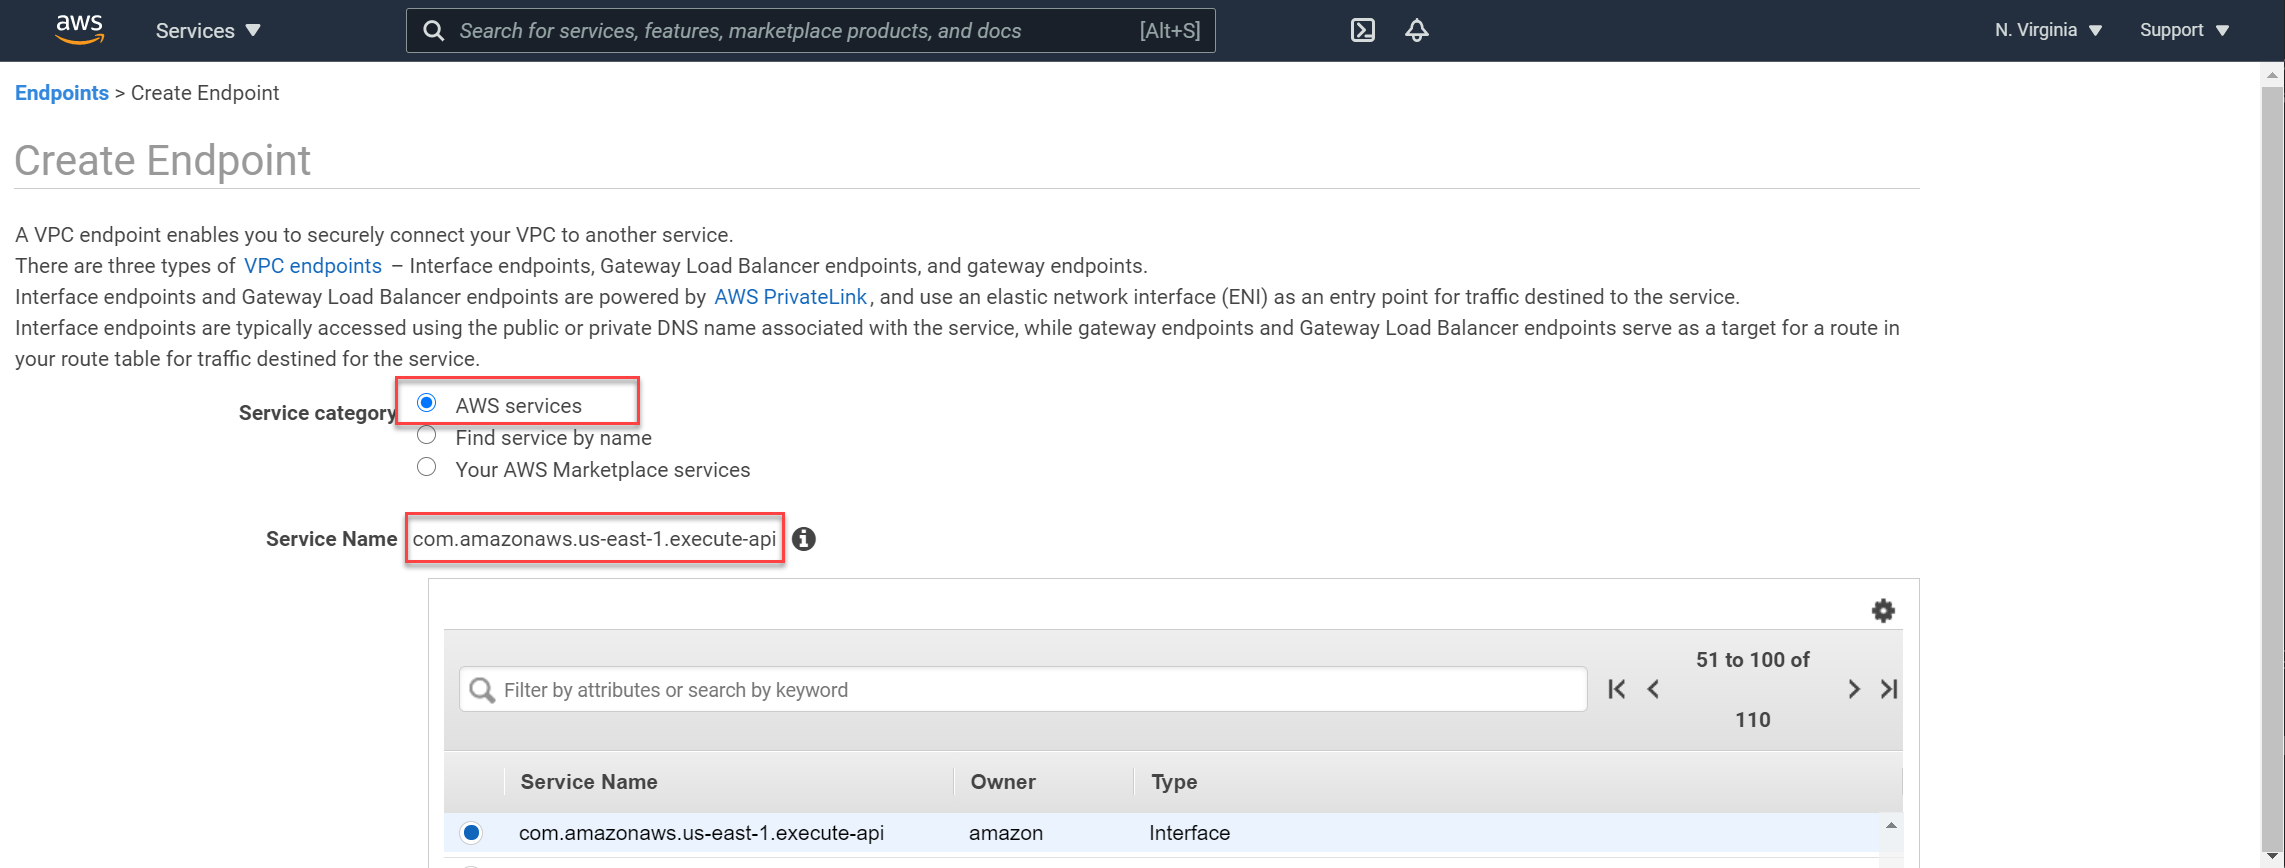 aws Services Search for services, features, marketplace products, and docs [Alt+S] N. Virginia Support
Endpoints > Create Endpoint
Create Endpoint
A VPC endpoint enables you to securely connect your VPC to another service.
There are three types of VPC endpoints – Interface endpoints, Gateway Load Balancer endpoints, and gateway endpoints.
Interface endpoints and Gateway Load Balancer endpoints are powered by AWS PrivateLink, and use an elastic network interface (ENI) as an entry point for traffic destined to the service.
Interface endpoints are typically accessed using the public or private DNS name associated with the service, while gateway endpoints and Gateway Load Balancer endpoints serve as a target for a route in
your route table for traffic destined for the service.
Service category AWS services
Find service by name
Your AWS Marketplace services
Service Name com.amazonaws.us-east-1.execute-api
51 to 100 of
Filter by attributes or search by keyword
110
Service Name Owner Type
com.amazonaws.us-east-1.execute-api amazon Interface